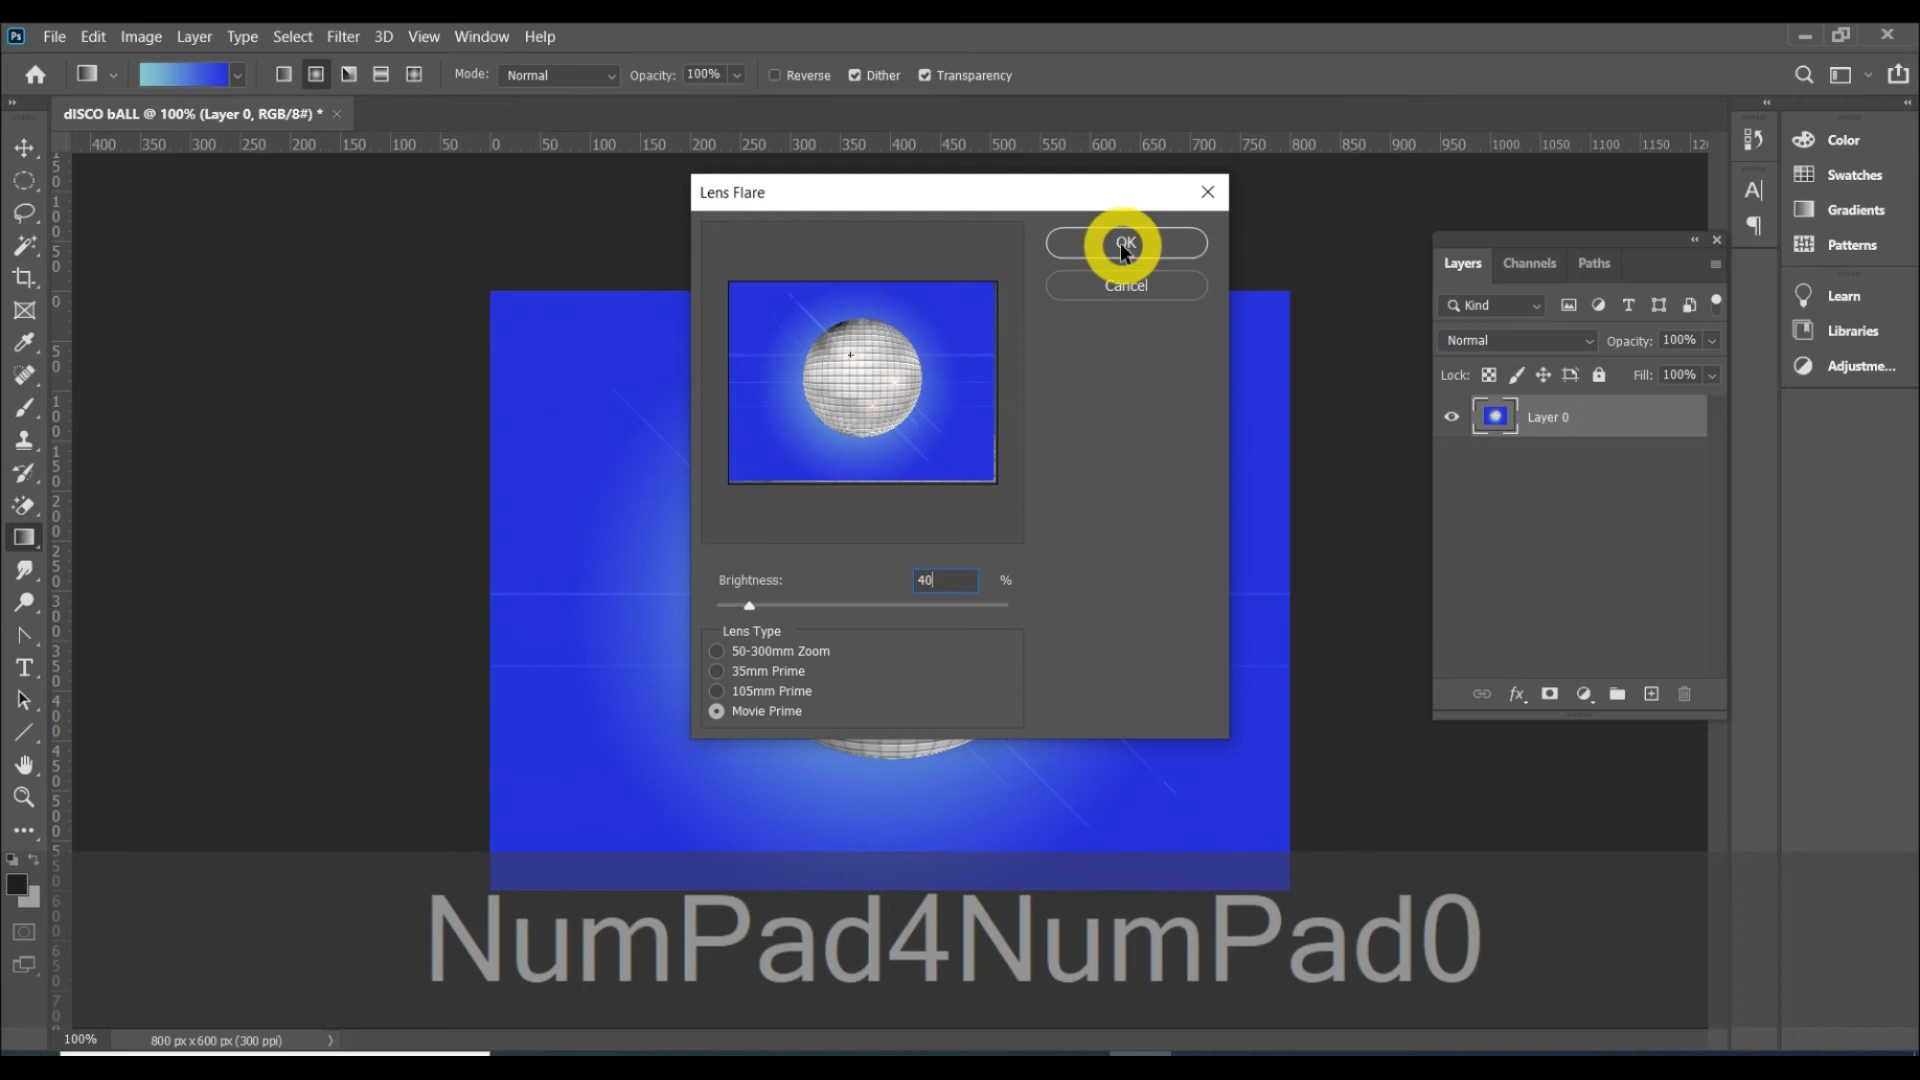 Ps File Edit Image Layer Type Select Filter 3D View Window Help
Mode: Normal Opacity: 100% Reverse Dither Transparency
dISCO bALL @ 100% (Layer 0, RGB/8#) *
400 350 300 250 200 150 100 50 0 50 100 150 200 250 300 350 400 450 500 550 600 650 700 750 800 850 900 950 1000 1050 1100 1150
Color
Swatches
Gradients
Patterns
Learn
Libraries
Adjustme...
Lens Flare
OK
Cancel
Brightness: 40 %
Lens Type
50-300mm Zoom
35mm Prime
105mm Prime
Movie Prime
Layers Channels Paths
Kind
Normal Opacity: 100%
Lock: Fill: 100%
Layer 0
NumPad4NumPad0
100% 800 px x 600 px (300 ppi)